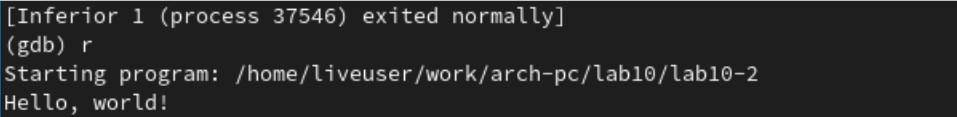 [Inferior 1 (process 37546) exited normally]
(gdb) r
Starting program: /home/liveuser/work/arch-pc/lab10/lab10-2
Hello, world!